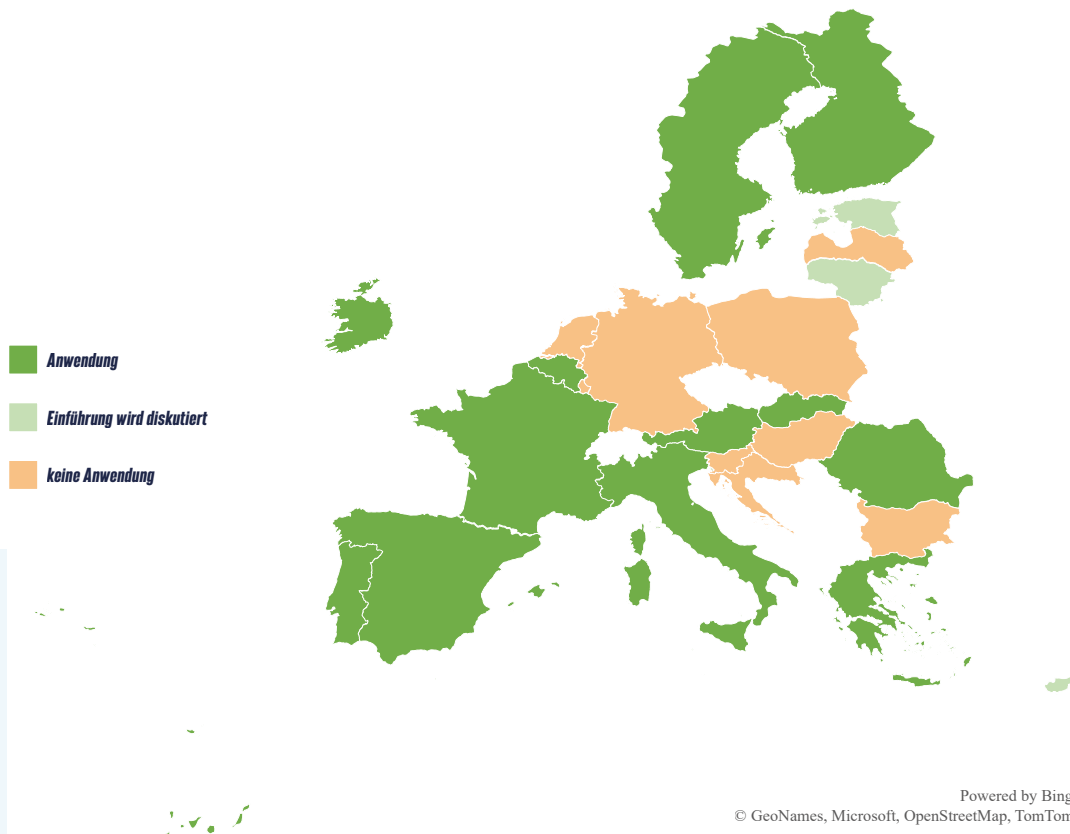 Anwendung
Einführung wird diskutiert
keine Anwendung
Powered by Bing
© GeoNames, Microsoft, OpenStreetMap, TomTom